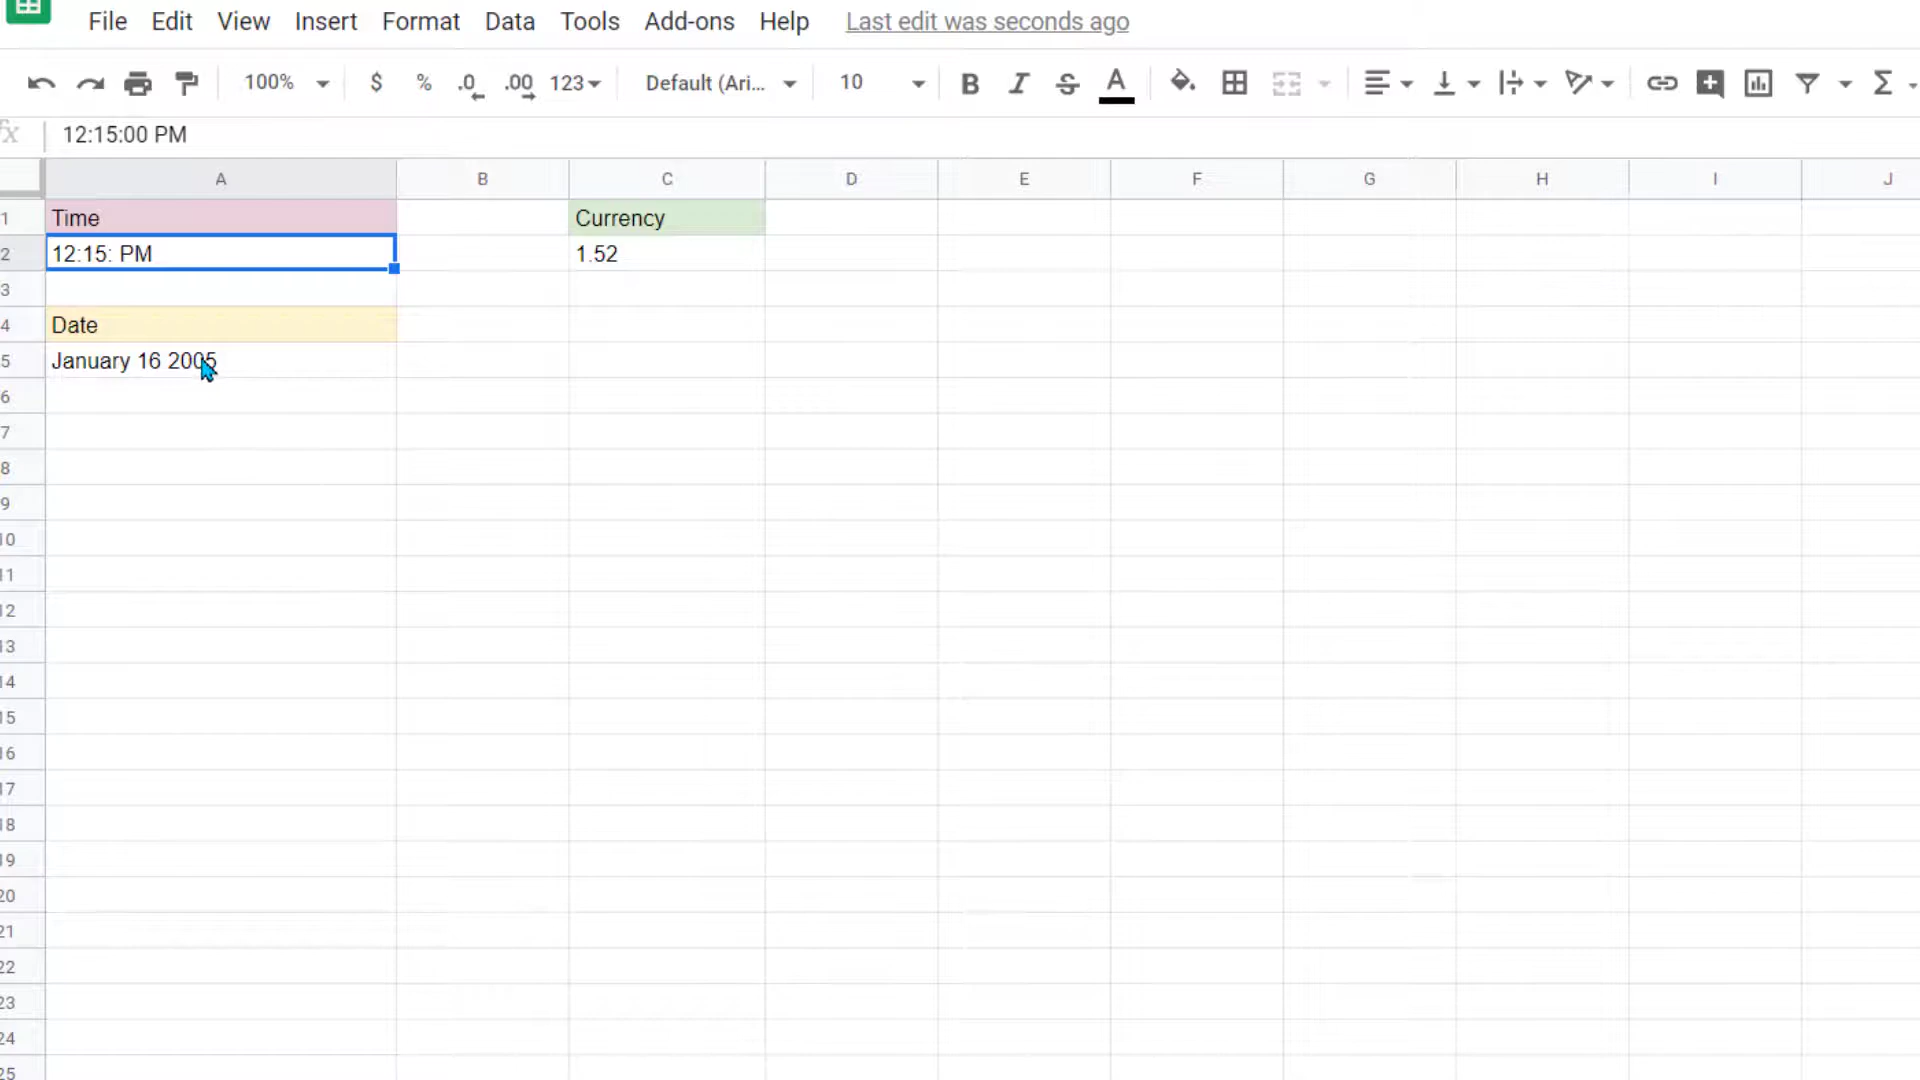 File Edit View Insert Format Data Tools Add-ons Help Last edit was seconds ago
100% $ % .0 .00 123 Default (Ari... 10 B I S A Σ
fx 12:15:00 PM
A B C D E F G H I J
1 Time Currency
2 12:15: PM 1.52
3
4 Date
5 January 16 2005
6
7
8
9
10
11
12
13
14
15
16
17
18
19
20
21
22
23
24
25